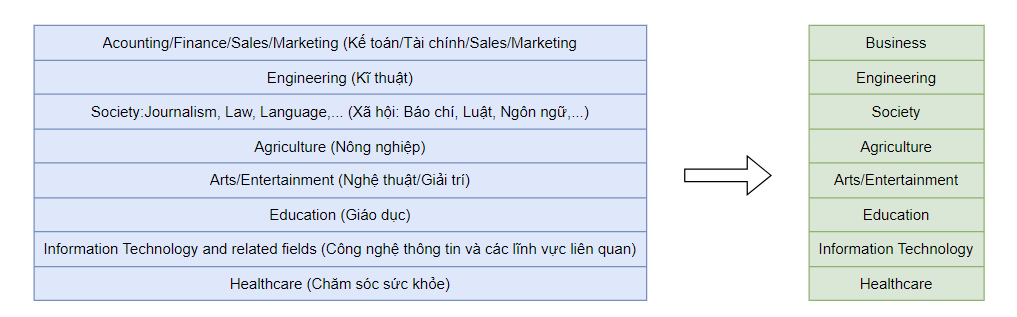 Acounting/Finance/Sales/Marketing (Kế toán/Tài chính/Sales/Marketing
Business
Engineering (Kĩ thuật)
Engineering
Society:Journalism, Law, Language,... (Xã hội: Báo chí, Luật, Ngôn ngữ,...)
Society
Agriculture (Nông nghiệp)
Agriculture
Arts/Entertainment (Nghệ thuật/Giải trí)
Arts/Entertainment
Education (Giáo dục)
Education
Information Technology and related fields (Công nghệ thông tin và các lĩnh vực liên quan)
Information Technology
Healthcare (Chăm sóc sức khỏe)
Healthcare